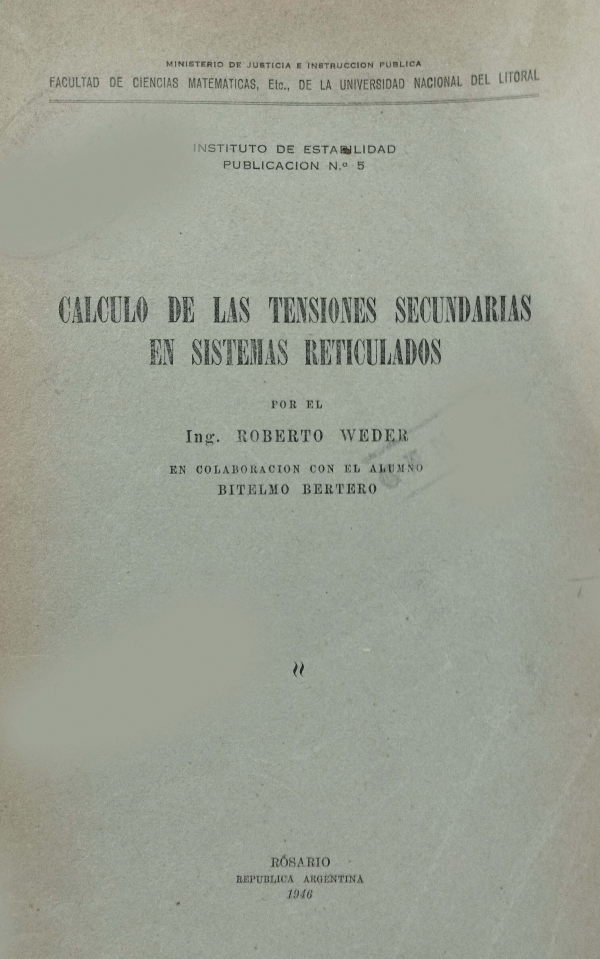 MINISTERIO DE JUSTICIA E INSTRUCCION PUBLICA
FACULTAD DE CIENCIAS MATEMATICAS, Etc., DE LA UNIVERSIDAD NACIONAL DEL LITORAL
INSTITUTO DE ESTABILIDAD
PUBLICACION N.º 5
CALCULO DE LAS TENSIONES SECUNDARIAS
EN SISTEMAS RETICULADOS
POR EL
Ing. ROBERTO WEDER
EN COLABORACION CON EL ALUMNO
BITELMO BERTERO
RÓSARIO
REPUBLICA ARGENTINA
1946